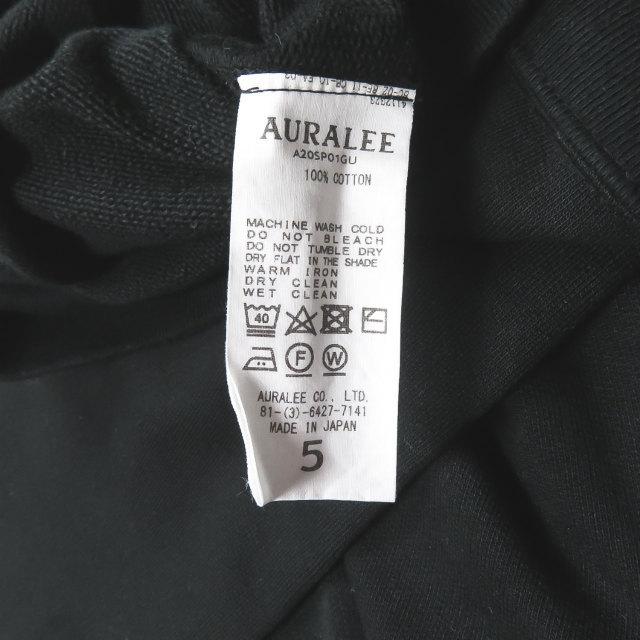 AURALEE
A20SP01GU
100% COTTON
MACHINE WASH COLD
DO NOT BLEACH
DO NOT TUMBLE DRY
DRY FLAT IN THE SHADE
WARM IRON
DRY CLEAN
WET CLEAN
40
F W
AURALEE CO., LTD.
81-(3)-6427-7141
MADE IN JAPAN
5